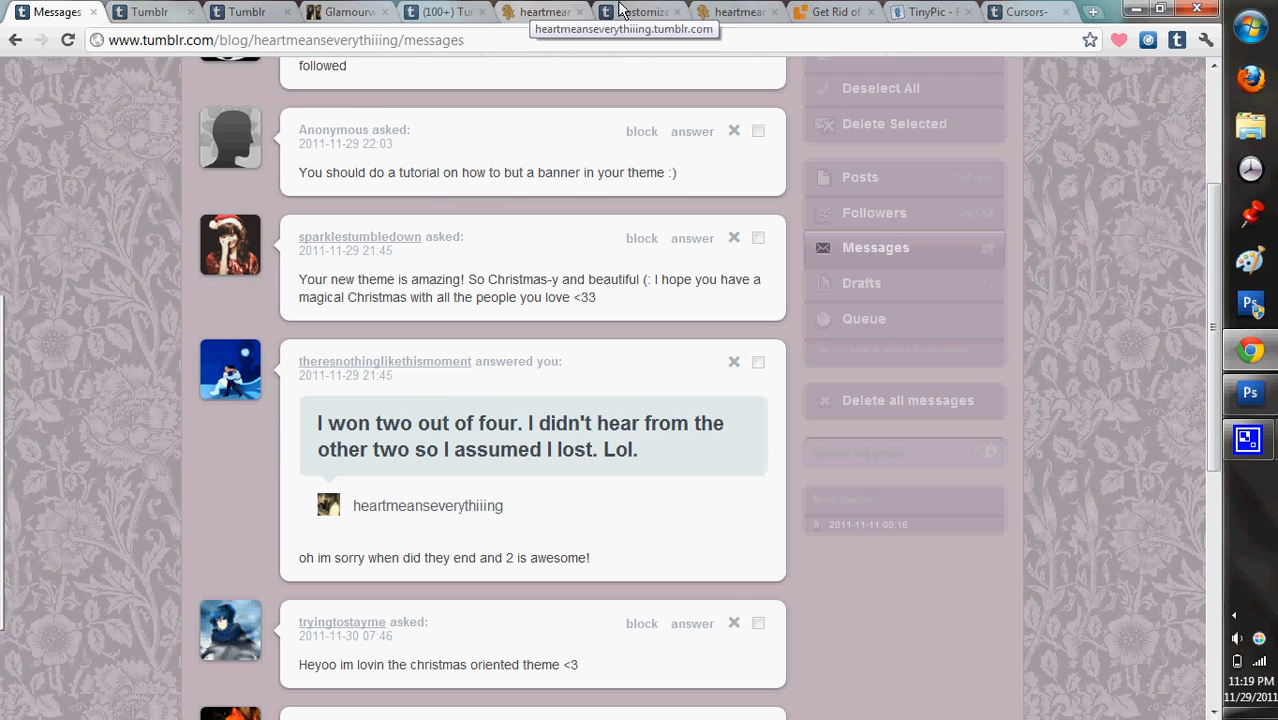 Messages
Tumblr
Tumblr
Glamourw
(100+) Tu
heartmear
ustomize
heartmear
Get Rid of
TinyPic - F
Cursors-
heartmeanseverythiiing.tumblr.com
www.tumblr.com/blog/heartmeanseverythiiing/messages
followed
Anonymous asked:
block answer
2011-11-29 22:03
You should do a tutorial on how to but a banner in your theme :)
sparklestumbledown asked:
block answer
2011-11-29 21:45
Your new theme is amazing! So Christmas-y and beautiful (: I hope you have a
magical Christmas with all the people you love <33
theresnothinglikethismoment answered you:
2011-11-29 21:45
I won two out of four. I didn't hear from the
other two so I assumed I lost. Lol.
heartmeanseverythiiing
oh im sorry when did they end and 2 is awesome!
tryingtostayme asked:
block answer
2011-11-30 07:46
Heyoo im lovin the christmas oriented theme <3
Deselect All
Delete Selected
Posts
Followers
Messages
Drafts
Queue
Delete all messages
2011-11-11 00:16
Ps
Ps
11:19 PM
11/29/2011